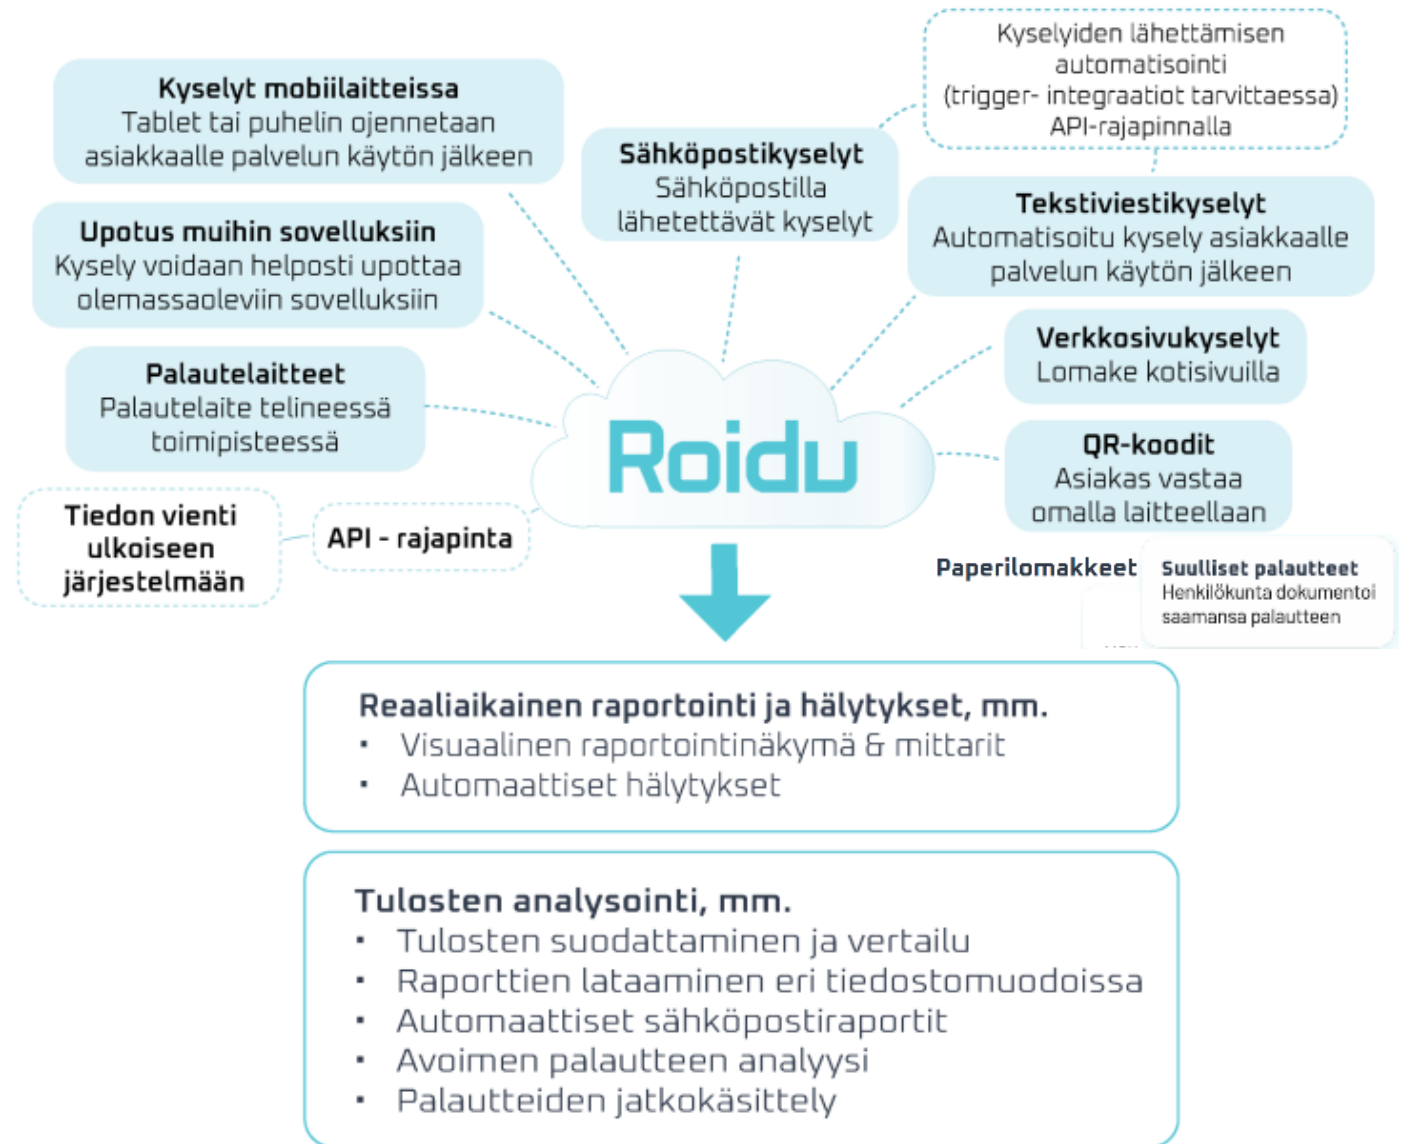 Kyselyiden lähettämisen
automatisointi
(trigger- integraatiot tarvittaessa)
API-rajapinnalla
Kyselyt mobiilaitteissa
Tablet tai puhelin ojennetaan
asiakkaalle palvelun käytön jälkeen
Sähköpostikyselyt
Sähköpostilla
lähetettävät kyselyt
Tekstiviestikyselyt
Automatisoitu kysely asiakkaalle
palvelun käytön jälkeen
Upotus muihin sovelluksiin
Kysely voidaan helposti upottaa
olemassaoleviin sovelluksiin
Verkkosivukyselyt
Lomake kotisivuilla
Palautelaitteet
Palautelaite telineessä
toimipisteessä
Roidu
QR-koodit
Asiakas vastaa
omalla laitteellaan
Tiedon vienti
ulkoiseen
järjestelmään
API - rajapinta
Paperilomakkeet
Suulliset palautteet
Henkilökunta dokumentoi
saamansa palautteen
Reaaliaikainen raportointi ja hälytykset, mm.
▪ Visuaalinen raportointinäkymä & mittarit
▪ Automaattiset hälytykset
Tulosten analysointi, mm.
▪ Tulosten suodattaminen ja vertailu
▪ Raporttien lataaminen eri tiedostomuodoissa
▪ Automaattiset sähköpostiraportit
▪ Avoimen palautteen analyysi
▪ Palautteiden jatkokäsittely